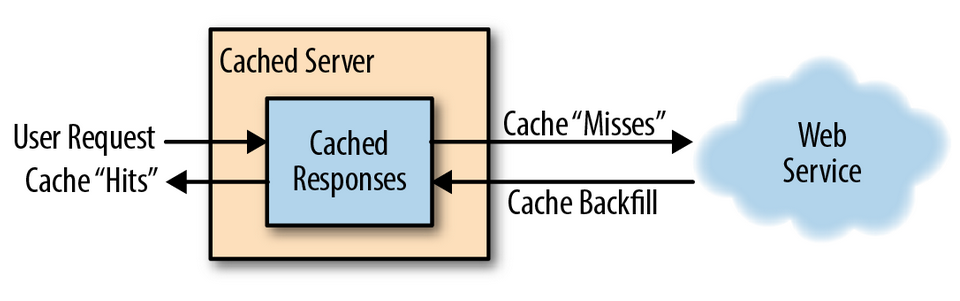 Cached Server
User Request
Cache “Hits”
Cached
Responses
Cache “Misses”
Cache Backfill
Web
Service